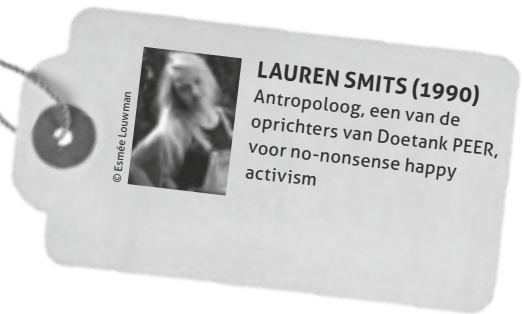 © Esmée Louwman
LAUREN SMITS (1990)
Antropoloog, een van de
oprichters van Doetank PEER,
voor no-nonsense happy
activism